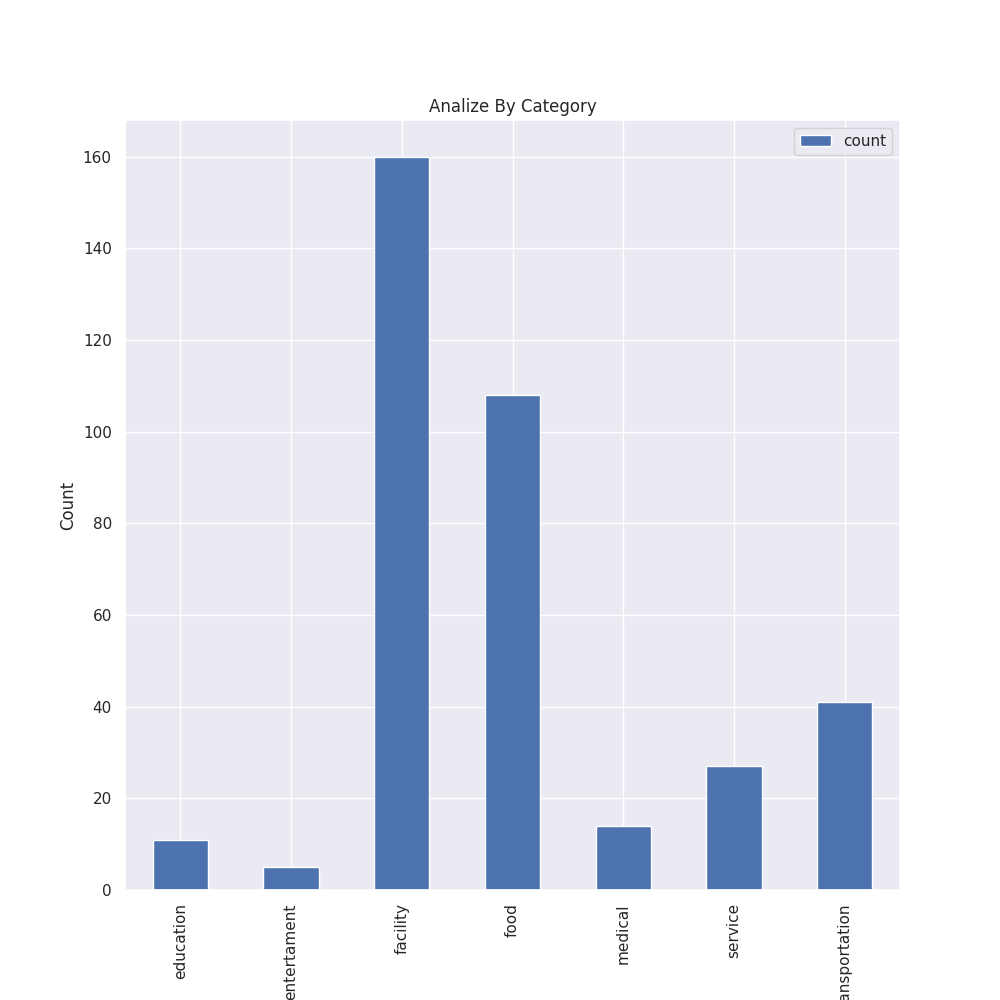 Analize By Category
count
160
140
120
100
80
60
40
20
0
Count
education
entertament
facility
food
medical
service
ansportation